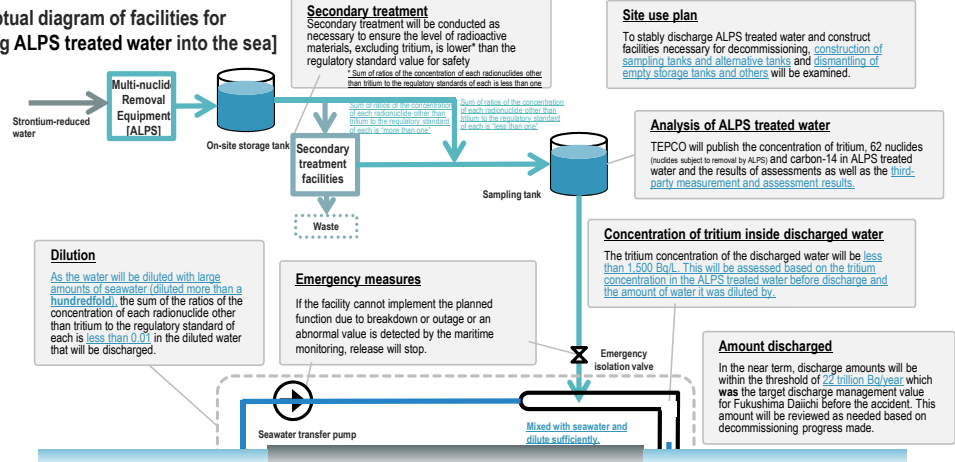 ptual diagram of facilities for
g ALPS treated water into the sea]
Secondary treatment
Secondary treatment will be conducted as
necessary to ensure the level of radioactive
materials, excluding tritium, is lower* than the
regulatory standard value for safety
* Sum of ratios of the concentration of each radionuclides other
than tritium to the regulatory standards of each is less than one
Site use plan
To stably discharge ALPS treated water and construct
facilities necessary for decommissioning, construction of
sampling tanks and alternative tanks and dismantling of
empty storage tanks and others will be examined.
Multi-nuclid
Removal
Equipment
[ALPS]
Strontium-reduced
water
On-site storage tank
Sum of ratios of the concentration
of each radionuclide other than
tritium to the regulatory standard
of each is "more than one"
Sum of ratios of the concentration
of each radionuclide other than
tritium to the regulatory standard
of each is "less than one"
Secondary
treatment
facilities
Waste
Sampling tank
Analysis of ALPS treated water
TEPCO will publish the concentration of tritium, 62 nuclides
(nuclides subject to removal by ALPS) and carbon-14 in ALPS treated
water and the results of assessments as well as the third-
party measurement and assessment results.
Dilution
As the water will be diluted with large
amounts of seawater (diluted more than a
hundredfold), the sum of the ratios of the
concentration of each radionuclide other
than tritium to the regulatory standard of
each is less than 0.01 in the diluted water
that will be discharged.
Emergency measures
If the facility cannot implement the planned
function due to breakdown or outage or an
abnormal value is detected by the maritime
monitoring, release will stop.
Concentration of tritium inside discharged water
The tritium concentration of the discharged water will be less
than 1,500 Bq/L. This will be assessed based on the tritium
concentration in the ALPS treated water before discharge and
the amount of water it was diluted by.
Emergency
isolation valve
Amount discharged
In the near term, discharge amounts will be
within the threshold of 22 trillion Bq/year which
was the target discharge management value
for Fukushima Daiichi before the accident. This
amount will be reviewed as needed based on
decommissioning progress made.
Seawater transfer pump
Mixed with seawater and
dilute sufficiently.